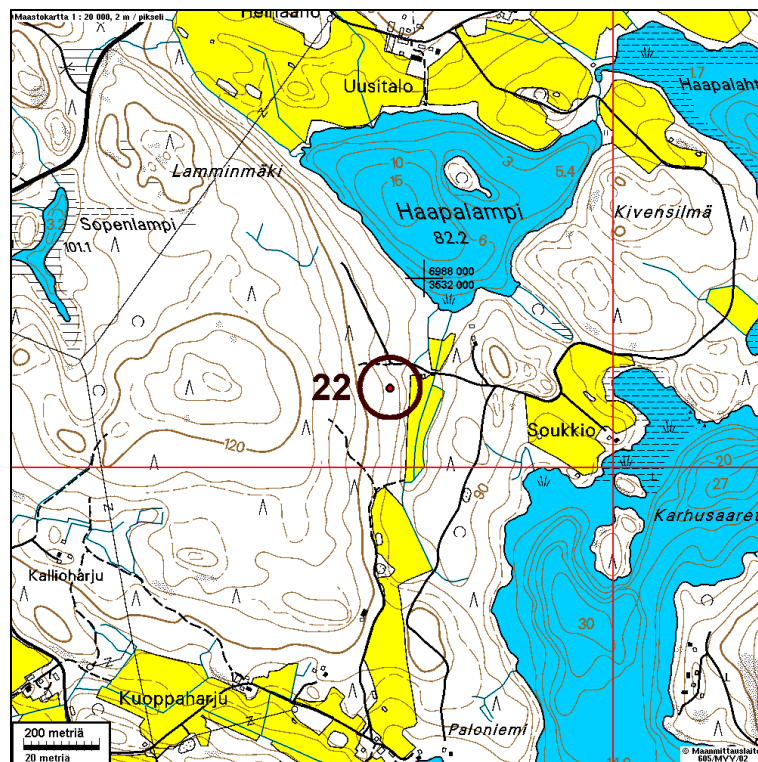 Maastokartta 1 : 20 000, 2 m / pikseli
1.7
Haapalaht
Uusitalo
Lamminmäki
10
3
15
5.4
Haapalampi
82.2
6
Kivensilmä
3.2
Sopenlampi
101.1
6988 000
3532 000
22
120
Soukkio
20
27
90
Karhusaaret
Kallioharju
30
Kuoppaharju
Paloniemi
200 metriä
20 metria
© Maanmittauslaito
605/MYY/02